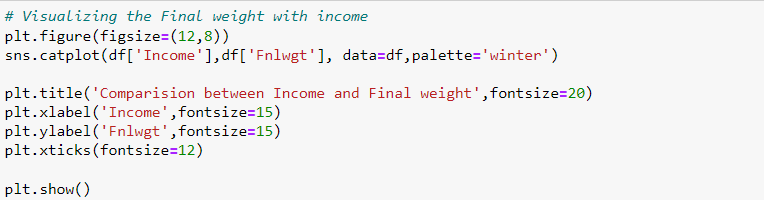 # Visualizing the Final weight with income
plt.figure(figsize=(12,8))
sns.catplot(df['Income'],df['Fnlwgt'], data=df,palette='winter')
plt.title('Comparision between Income and Final weight',fontsize=20)
plt.xlabel('Income',fontsize=15)
plt.ylabel('Fnlwgt',fontsize=15)
plt.xticks(fontsize=12)
plt.show()